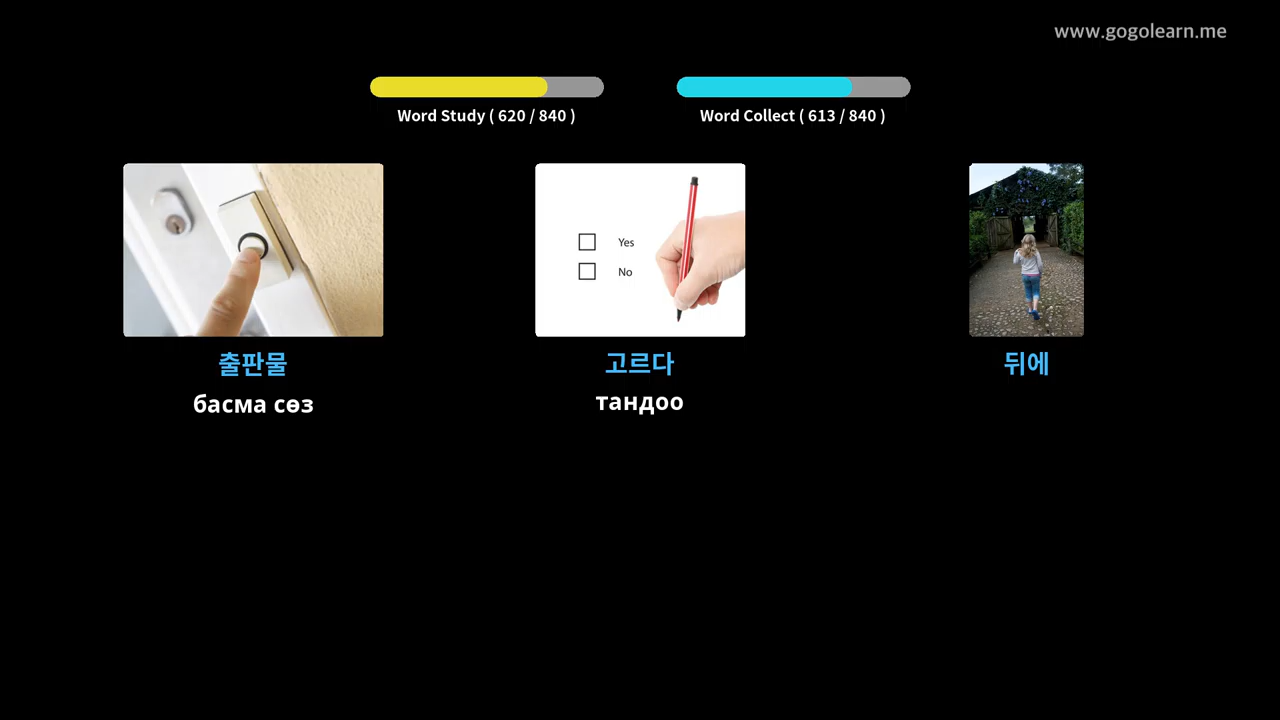 www.gogolearn.me
Word Study ( 620 / 840 )
Word Collect ( 613 / 840 )
Yes
No
출판물
고르다
뒤에
басма сөз
тандоо